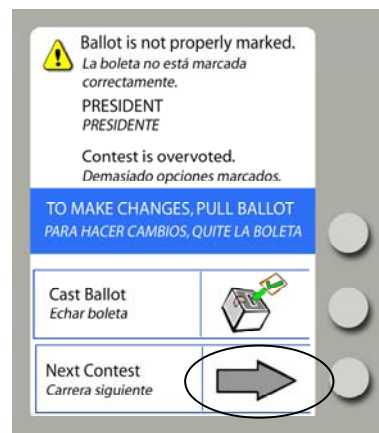 Ballot is not properly marked.
La boleta no está marcada
correctamente.
PRESIDENT
PRESIDENTE
Contest is overvoted.
Demasiado opciones marcados.
TO MAKE CHANGES, PULL BALLOT
PARA HACER CAMBIOS, QUITE LA BOLETA
Cast Ballot
Echar boleta
Next Contest
Carrera siguiente